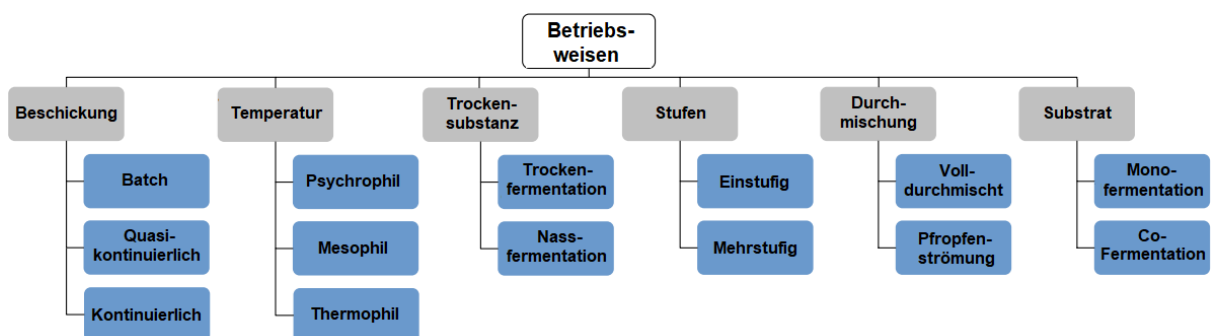 Betriebs-
weisen
Beschickung
Temperatur
Trocken-
substanz
Stufen
Durch-
mischung
Substrat
Batch
Quasi-
kontinuierlich
Kontinuierlich
Psychrophil
Mesophil
Thermophil
Trocken-
fermentation
Nass-
fermentation
Einstufig
Mehrstufig
Voll-
durchmischt
Pfropfen-
strömung
Mono-
fermentation
Co-
Fermentation